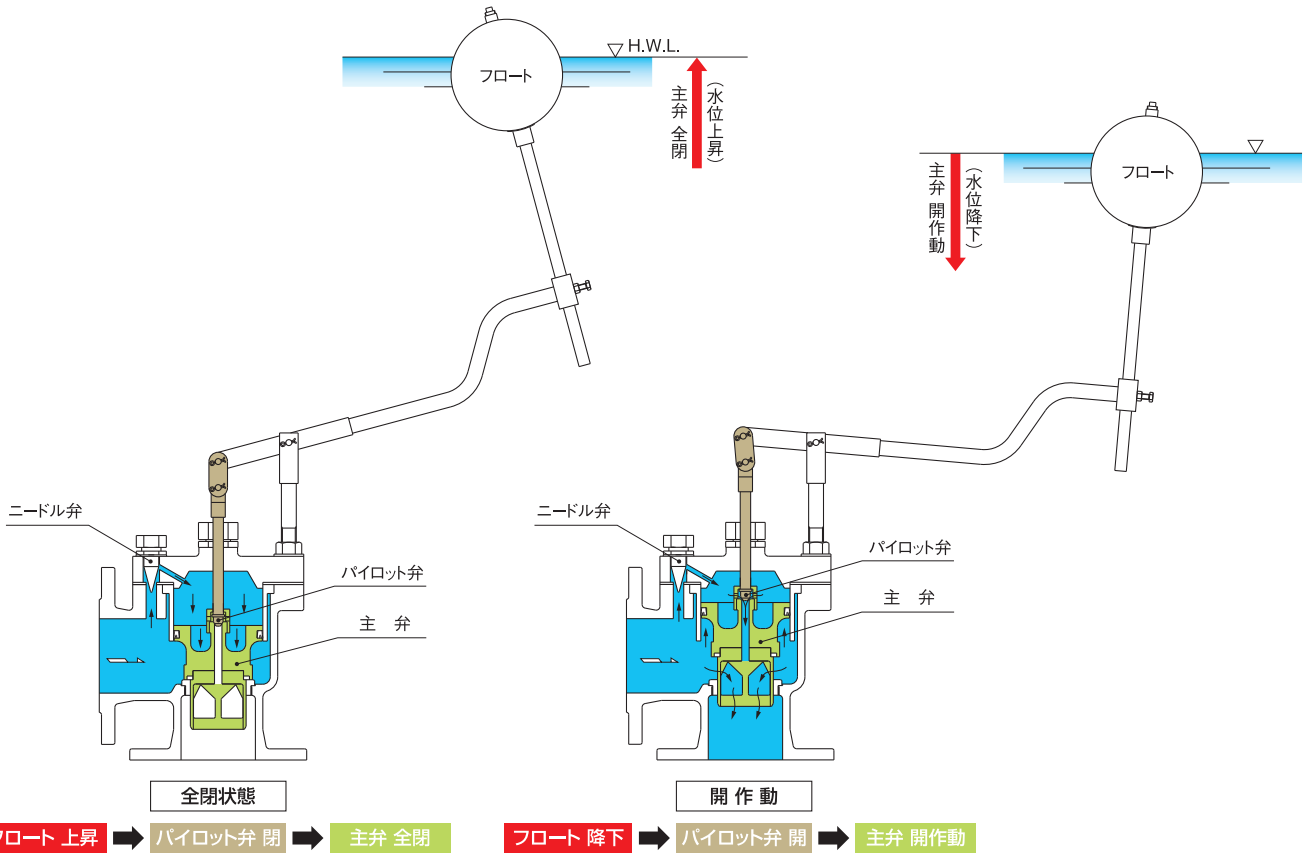 H.W.L.
フロート
(水位上昇)
主弁 全閉
ニードル弁
パイロット弁
主 弁
全閉状態
フロート 上昇
パイロット弁 閉
主弁 全閉
フロート
(水位降下)
主弁 開作動
ニードル弁
パイロット弁
主 弁
開 作 動
フロート 降下
パイロット弁 開
主弁 開作動